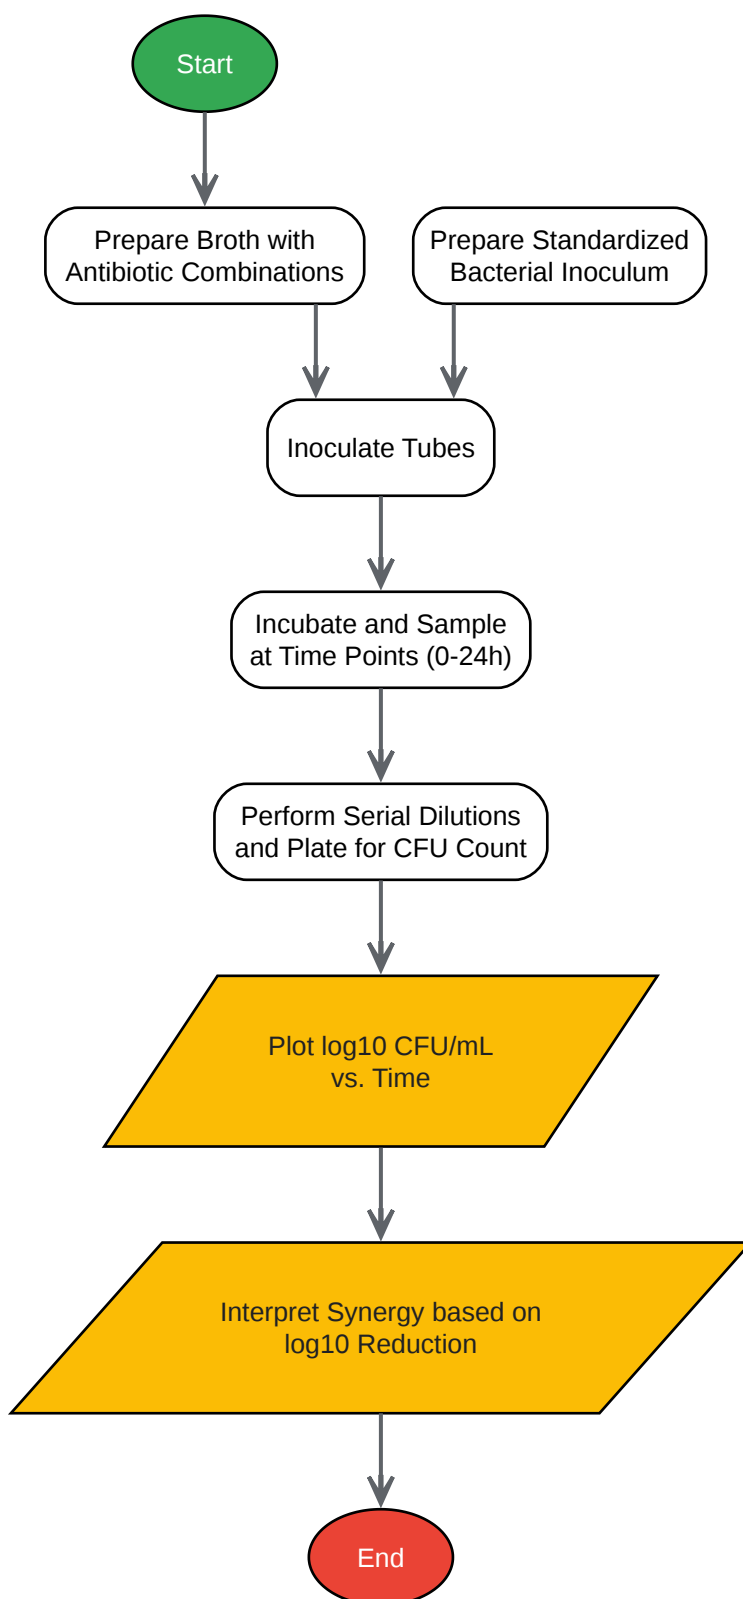 Start
Prepare Broth with
Antibiotic Combinations
Prepare Standardized
Bacterial Inoculum
Inoculate Tubes
Incubate and Sample
at Time Points (0-24h)
Perform Serial Dilutions
and Plate for CFU Count
Plot log10 CFU/mL
vs. Time
Interpret Synergy based on
log10 Reduction
End